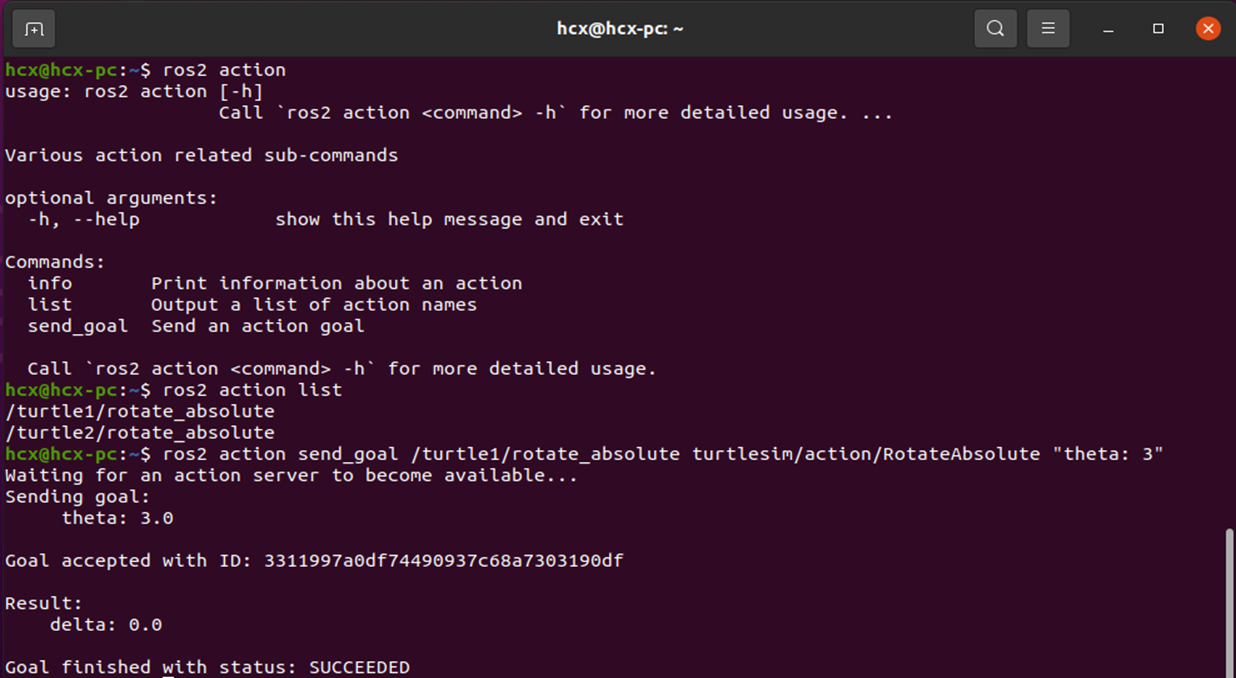 hcx@hcx-pc: ~
hcx@hcx-pc:~$ ros2 action
usage: ros2 action [-h]
                   Call `ros2 action <command> -h` for more detailed usage. ...

Various action related sub-commands

optional arguments:
  -h, --help            show this help message and exit

Commands:
  info       Print information about an action
  list       Output a list of action names
  send_goal  Send an action goal

  Call `ros2 action <command> -h` for more detailed usage.
hcx@hcx-pc:~$ ros2 action list
/turtle1/rotate_absolute
/turtle2/rotate_absolute
hcx@hcx-pc:~$ ros2 action send_goal /turtle1/rotate_absolute turtlesim/action/RotateAbsolute "theta: 3"
Waiting for an action server to become available...
Sending goal:
     theta: 3.0

Goal accepted with ID: 3311997a0df74490937c68a7303190df

Result:
    delta: 0.0

Goal finished with status: SUCCEEDED